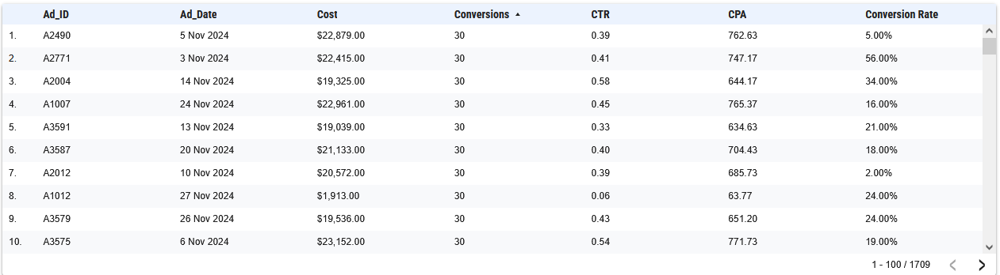 Ad_ID Ad_Date Cost Conversions CTR CPA Conversion Rate
1. A2490 5 Nov 2024 $22,879.00 30 0.39 762.63 5.00%
2. A2771 3 Nov 2024 $22,415.00 30 0.41 747.17 56.00%
3. A2004 14 Nov 2024 $19,325.00 30 0.58 644.17 34.00%
4. A1007 24 Nov 2024 $22,961.00 30 0.45 765.37 16.00%
5. A3591 13 Nov 2024 $19,039.00 30 0.33 634.63 21.00%
6. A3587 20 Nov 2024 $21,133.00 30 0.40 704.43 18.00%
7. A2012 10 Nov 2024 $20,572.00 30 0.39 685.73 2.00%
8. A1012 27 Nov 2024 $1,913.00 30 0.06 63.77 24.00%
9. A3579 26 Nov 2024 $19,536.00 30 0.43 651.20 24.00%
10. A3575 6 Nov 2024 $23,152.00 30 0.54 771.73 19.00%
1 - 100 / 1709